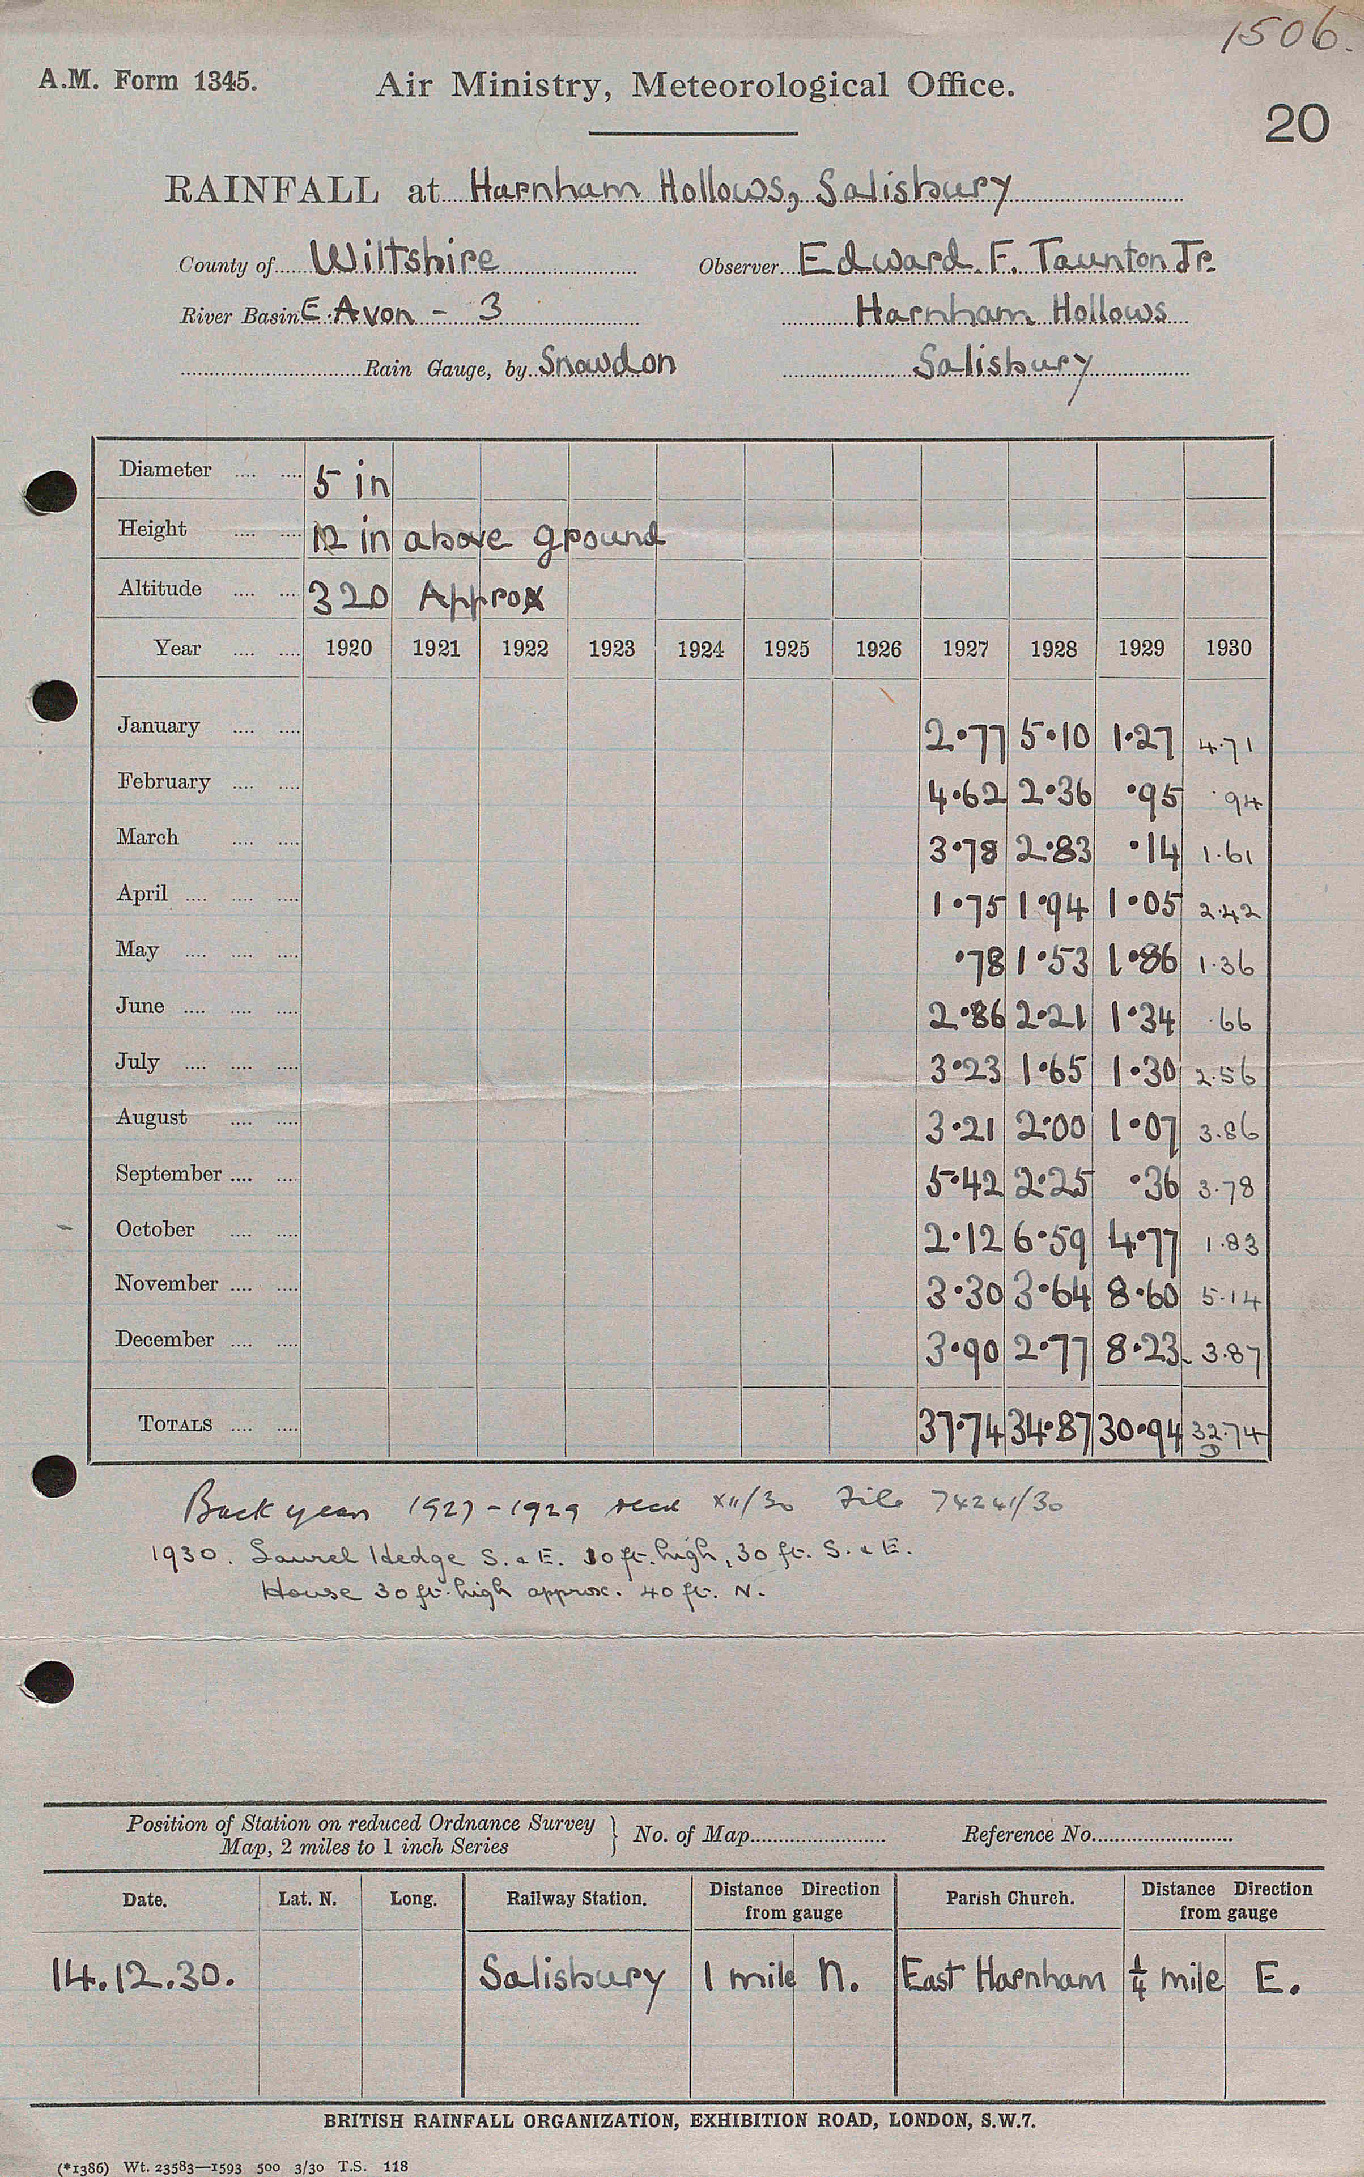 1506.
A.M. Form 1345.
Air Ministry, Meteorological Office.
20
RAINFALL at Harnham Hollows, Salisbury
County of Wiltshire Observer Edward F. Taunton Jr.
River Basin E. Avon - 3 Harnham Hollows
Rain Gauge, by Snowdon Salisbury
Diameter 5 in
Height 12 in above ground
Altitude 320 Approx
Year 1920 1921 1922 1923 1924 1925 1926 1927 1928 1929 1930
January 2.77 5.10 1.27 4.71
February 4.62 2.36 .95 .94
March 3.78 2.83 .14 1.61
April 1.75 1.94 1.05 2.42
May .78 1.53 1.86 1.36
June 2.86 2.21 1.34 .66
July 3.23 1.65 1.30 2.56
August 3.21 2.00 1.07 3.86
September 5.42 2.25 .36 3.78
October 2.12 6.59 4.77 1.83
November 3.30 3.64 8.60 5.14
December 3.90 2.77 8.23 3.87
TOTALS 37.74 34.87 30.94 32.74
Back years 1927-1929 recd XII/30 File 74241/30
1930. Laurel Hedge S. & E. 10 ft. high, 30 ft. S. & E.
House 30 ft. high approx. 40 ft. N.
Position of Station on reduced Ordnance Survey
Map, 2 miles to 1 inch Series } No. of Map Reference No.
Date. Lat. N. Long. Railway Station. Distance Direction from gauge Parish Church. Distance Direction from gauge
14.12.30. Salisbury 1 mile N. East Harnham 1/4 mile E.
BRITISH RAINFALL ORGANIZATION, EXHIBITION ROAD, LONDON, S.W.7.
(*1386) Wt. 23583—1593 500 3/30 T.S. 118